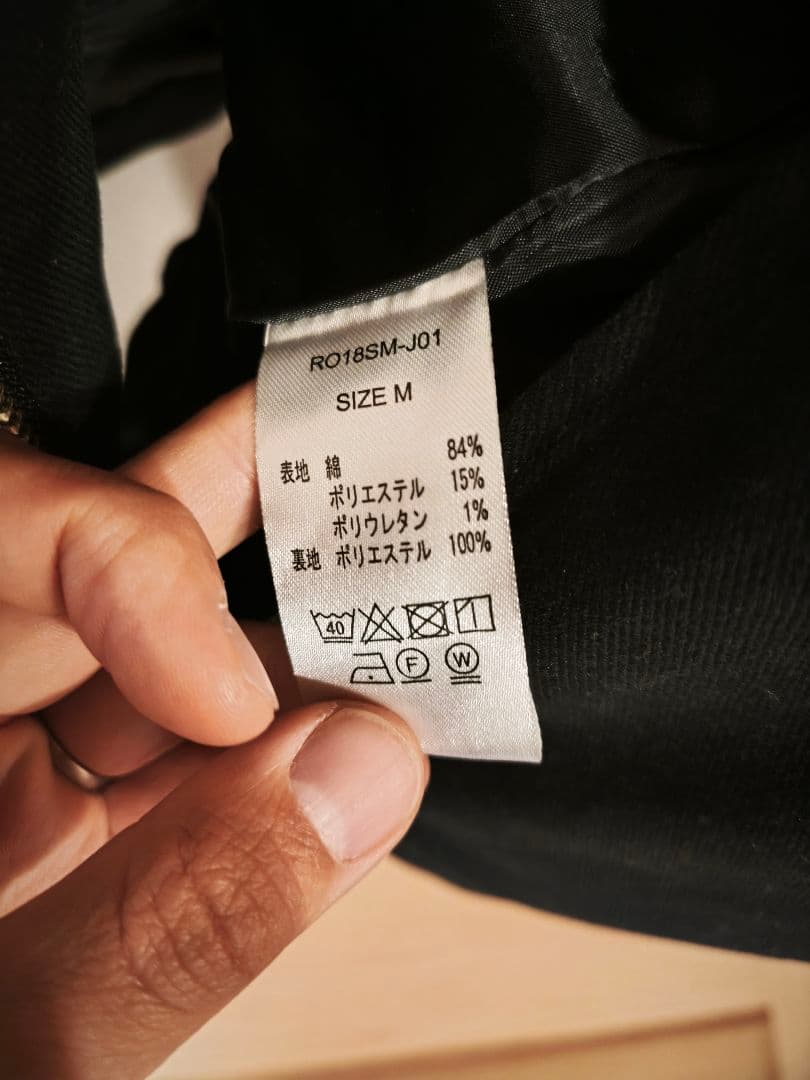 RO18SM-J01
SIZE M
表地 綿 84%
ポリエステル 15%
ポリウレタン 1%
裏地 ポリエステル 100%
40
F W